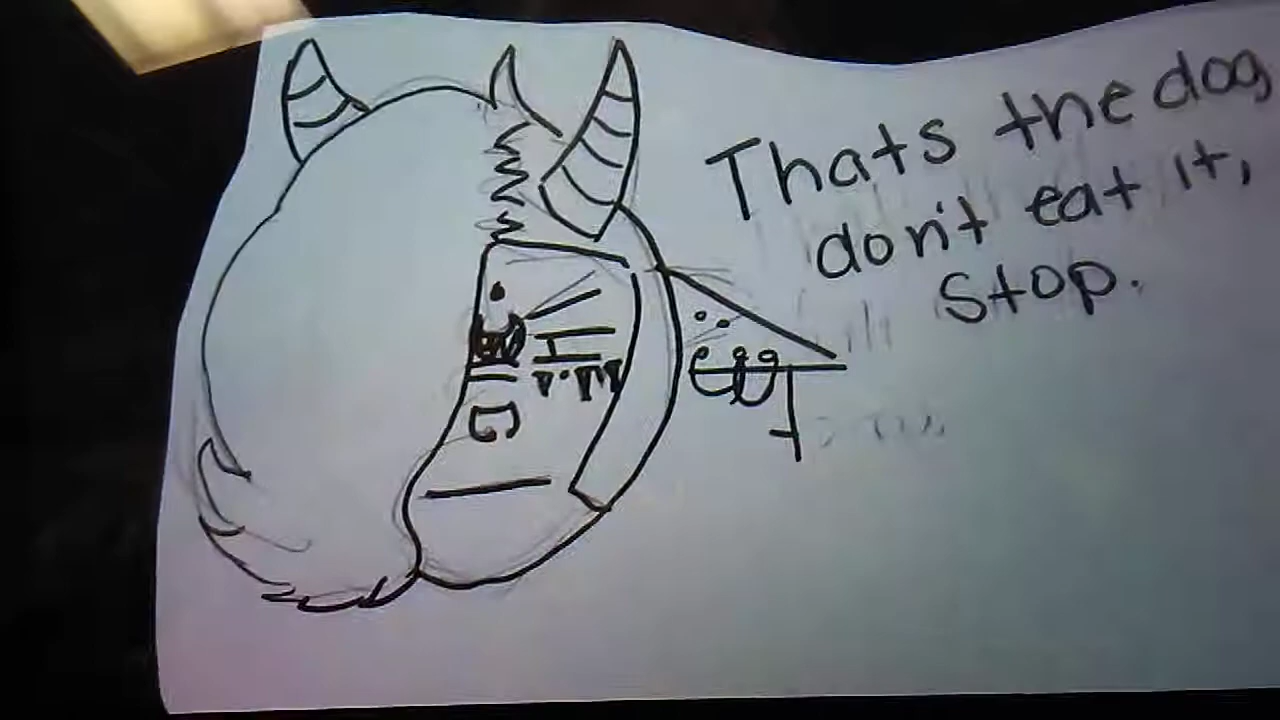 Thats the dog,
don't eat it,
Stop.
egg